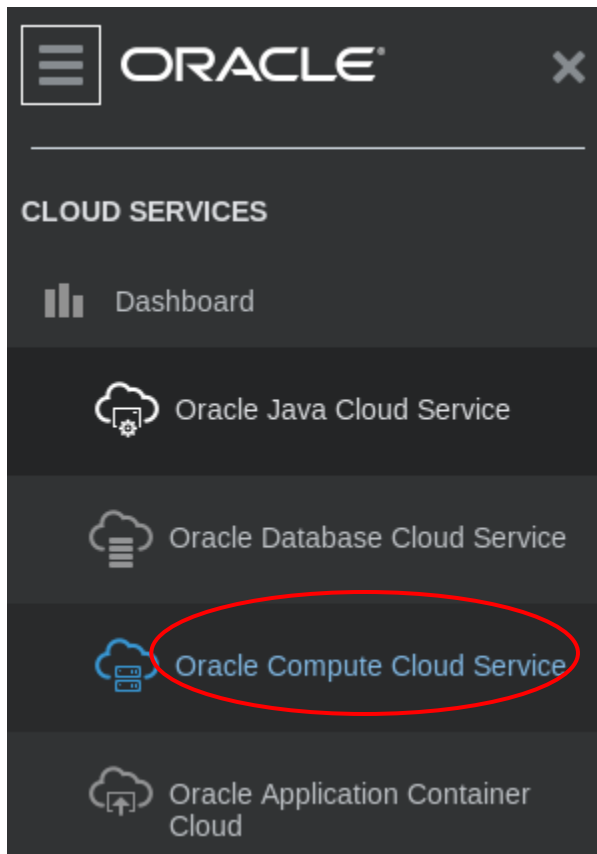 ORACLE®
CLOUD SERVICES
Dashboard
Oracle Java Cloud Service
Oracle Database Cloud Service
Oracle Compute Cloud Service
Oracle Application Container
Cloud